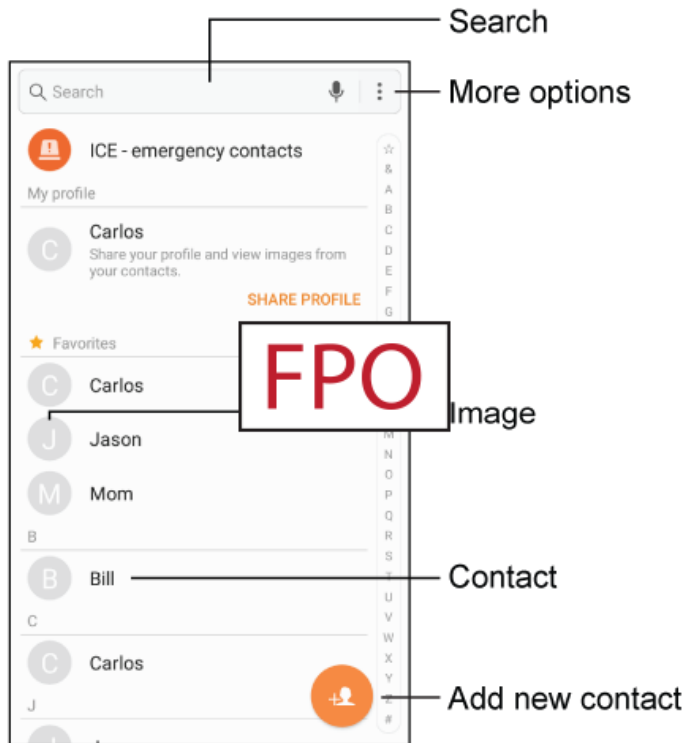 Search
Search
More options
ICE - emergency contacts
☆
&
My profile
A
B
Carlos
C
Share your profile and view images from
D
your contacts.
E
F
SHARE PROFILE
G
★ Favorites
FPO
C
Carlos
Image
J
Jason
M
N
O
M
Mom
P
Q
B
R
S
B
Bill
Contact
T
U
C
V
W
C
Carlos
X
Y
Add new contact
J
Z
#